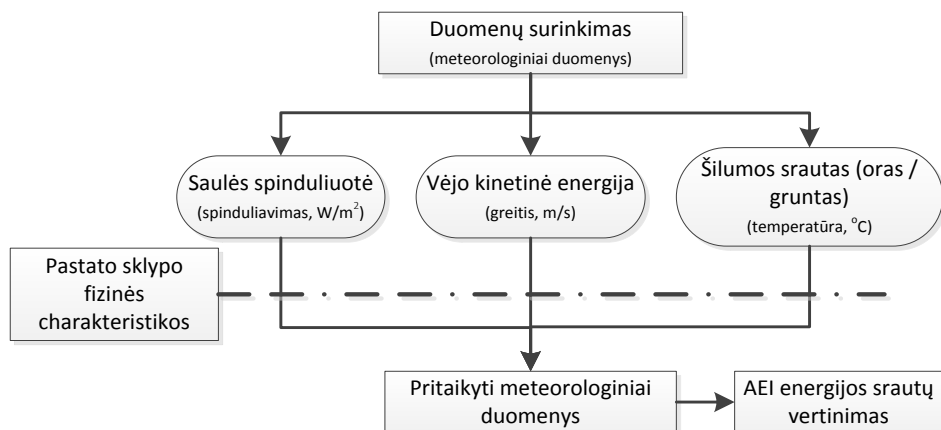 Duomenų surinkimas
(meteorologiniai duomenys)
Saulės spinduliuotė
(spinduliavimas, W/m²)
Vėjo kinetinė energija
(greitis, m/s)
Šilumos srautas (oras /
gruntas)
(temperatūra, °C)
Pastato sklypo
fizinės
charakteristikos
Pritaikyti meteorologiniai
duomenys
AEI energijos srautų
vertinimas